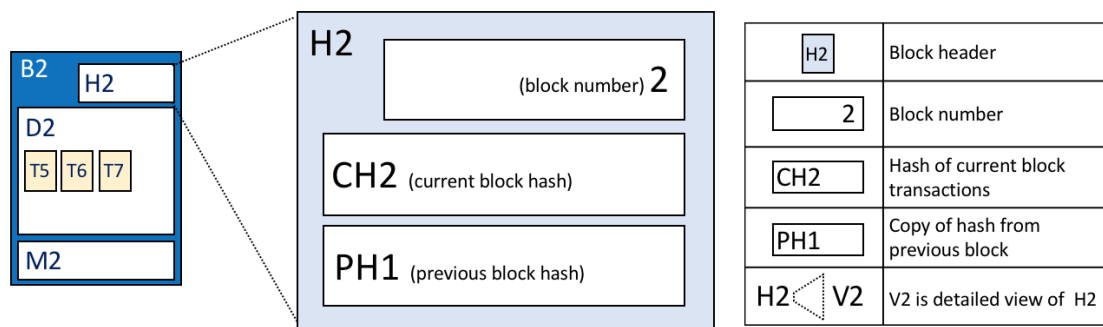 B2
H2
D2
T5 T6 T7
M2
H2
(block number) 2
CH2 (current block hash)
PH1 (previous block hash)
H2 Block header
2 Block number
CH2 Hash of current block
transactions
PH1 Copy of hash from
previous block
H2 V2 V2 is detailed view of H2